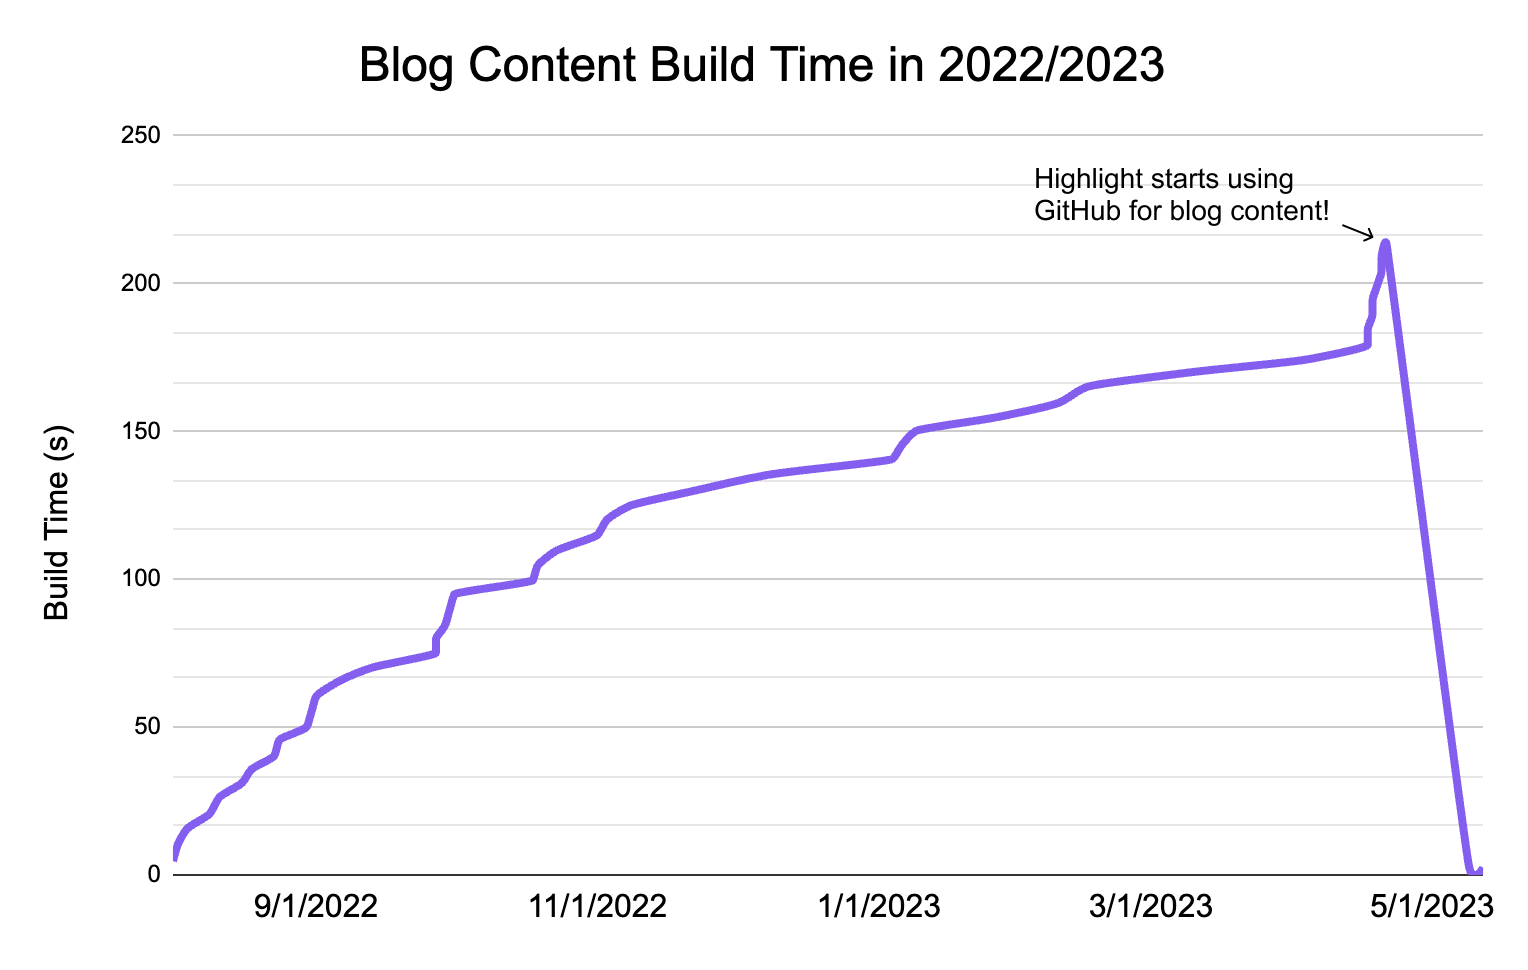 Blog Content Build Time in 2022/2023
250
Highlight starts using
GitHub for blog content!
200
150
Build Time (s)
100
50
0
9/1/2022
11/1/2022
1/1/2023
3/1/2023
5/1/2023